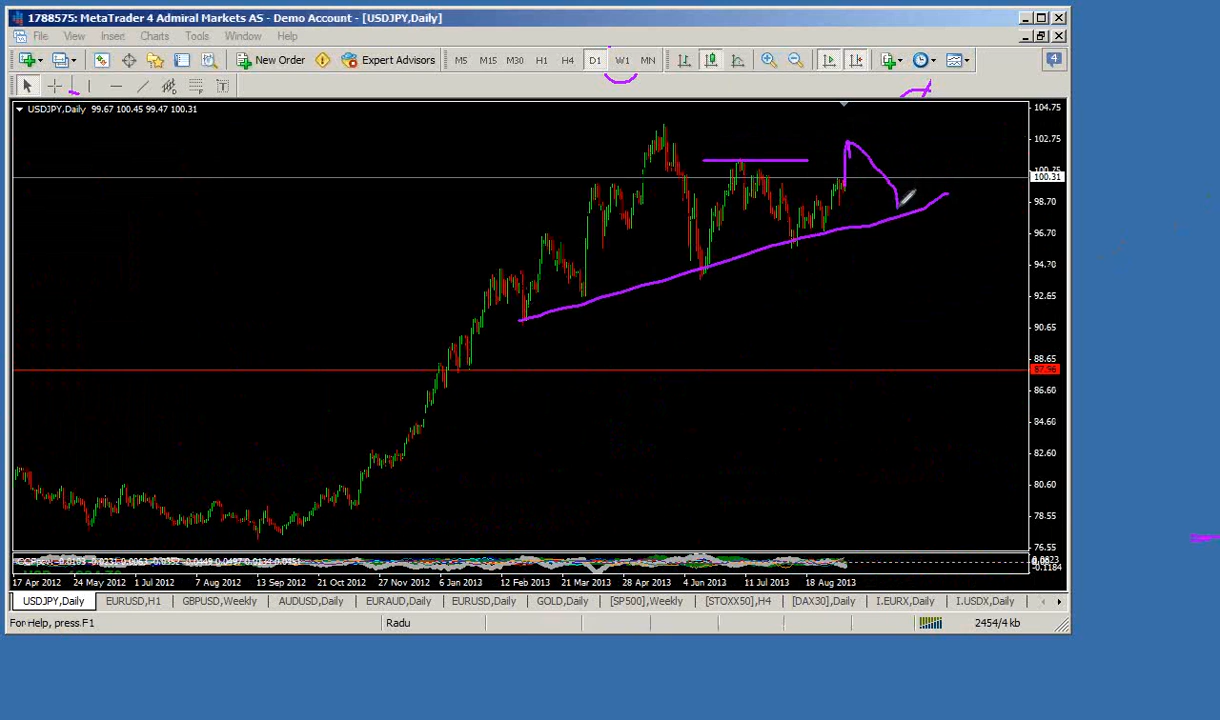 1788575: MetaTrader 4 Admiral Markets AS - Demo Account - [USDJPY,Daily]
File View Insert Charts Tools Window Help
New Order Expert Advisors M5 M15 M30 H1 H4 D1 W1 MN 4
T
USDJPY,Daily 99.67 100.45 99.47 100.31
104.75
102.75
100.75
100.31
98.70
96.70
94.70
92.85
90.65
88.65
87.96
86.60
84.60
82.60
80.60
78.55
76.55
17 Apr 2012 24 May 2012 1 Jul 2012 7 Aug 2012 13 Sep 2012 21 Oct 2012 27 Nov 2012 6 Jan 2013 12 Feb 2013 21 Mar 2013 28 Apr 2013 4 Jun 2013 11 Jul 2013 18 Aug 2013
USDJPY,Daily EURUSD,H1 GBPUSD,Weekly AUDUSD,Daily EURAUD,Daily EURUSD,Daily GOLD,Daily [SP500],Weekly [STOXX50],H4 [DAX30],Daily I.EURX,Daily I.USDX,Daily
For Help, press F1 Radu 2454/4 kb